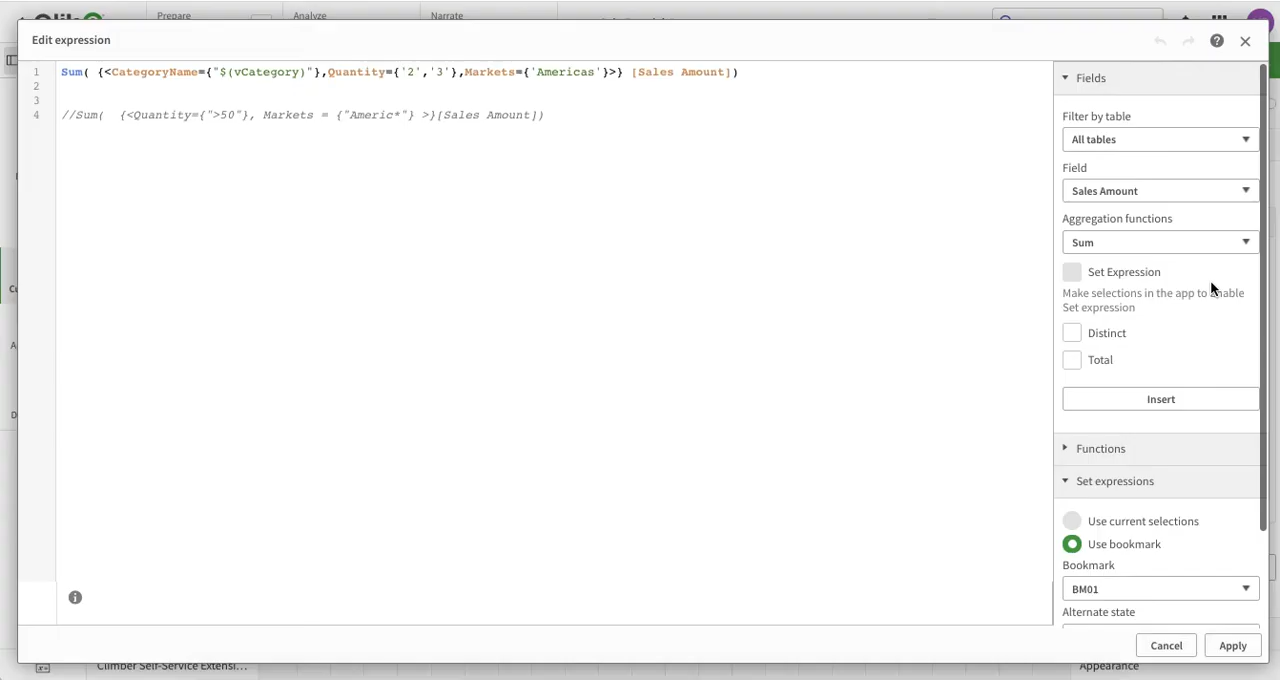 Prepare
Analyze
Narrate
Edit expression
1 Sum( {<CategoryName={"$(vCategory)"},Quantity={'2','3'},Markets={'Americas'}>} [Sales Amount])
2
3
4 //Sum(  {<Quantity={">50"}, Markets = {"Americ*"} >}[Sales Amount])
Fields
Filter by table
All tables
Field
Sales Amount
Aggregation functions
Sum
Set Expression
Make selections in the app to enable
Set expression
Distinct
Total
Insert
Functions
Set expressions
Use current selections
Use bookmark
Bookmark
BM01
Alternate state
Cancel
Apply
Climber Self-Service Extensi...
Appearance